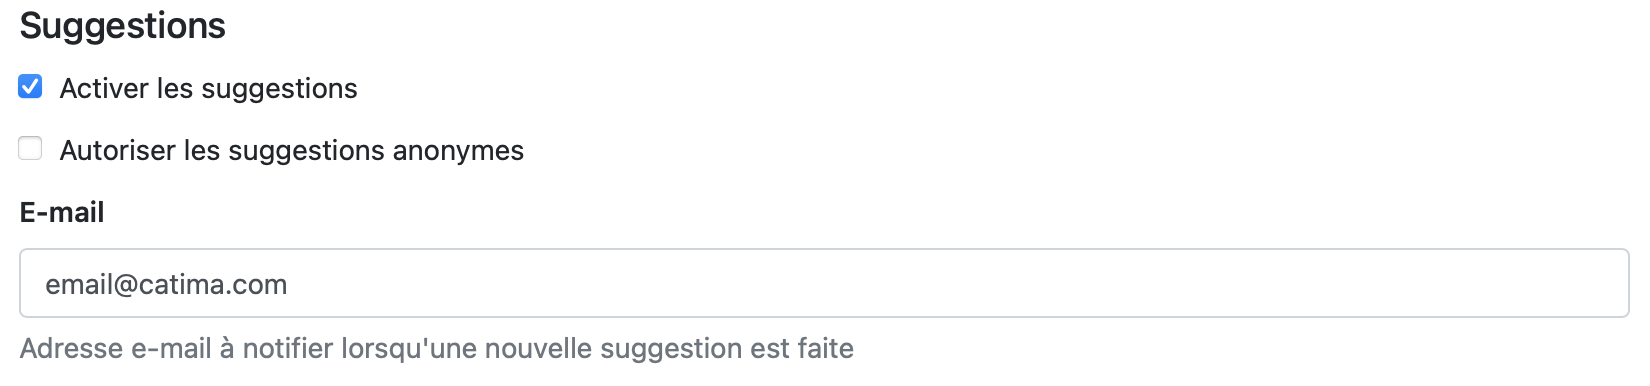 Suggestions
Activer les suggestions
Autoriser les suggestions anonymes
E-mail
email@catima.com
Adresse e-mail à notifier lorsqu'une nouvelle suggestion est faite